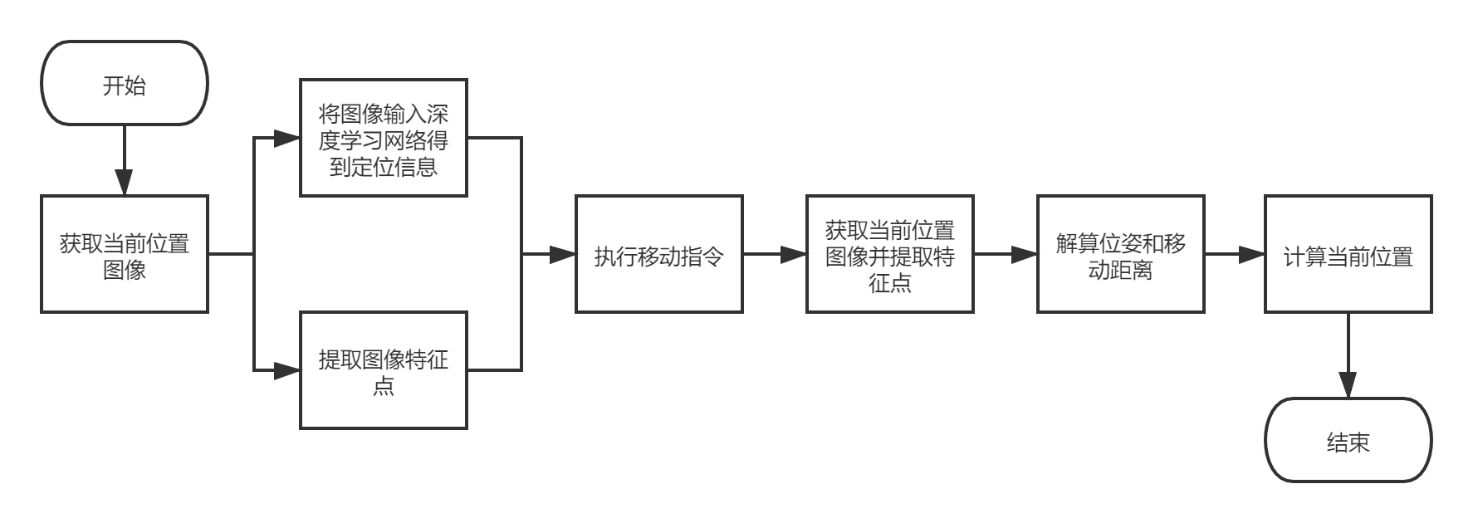 开始
获取当前位置
图像
将图像输入深
度学习网络得
到定位信息
提取图像特征
点
执行移动指令
获取当前位置
图像并提取特
征点
解算位姿和移
动距离
计算当前位置
结束